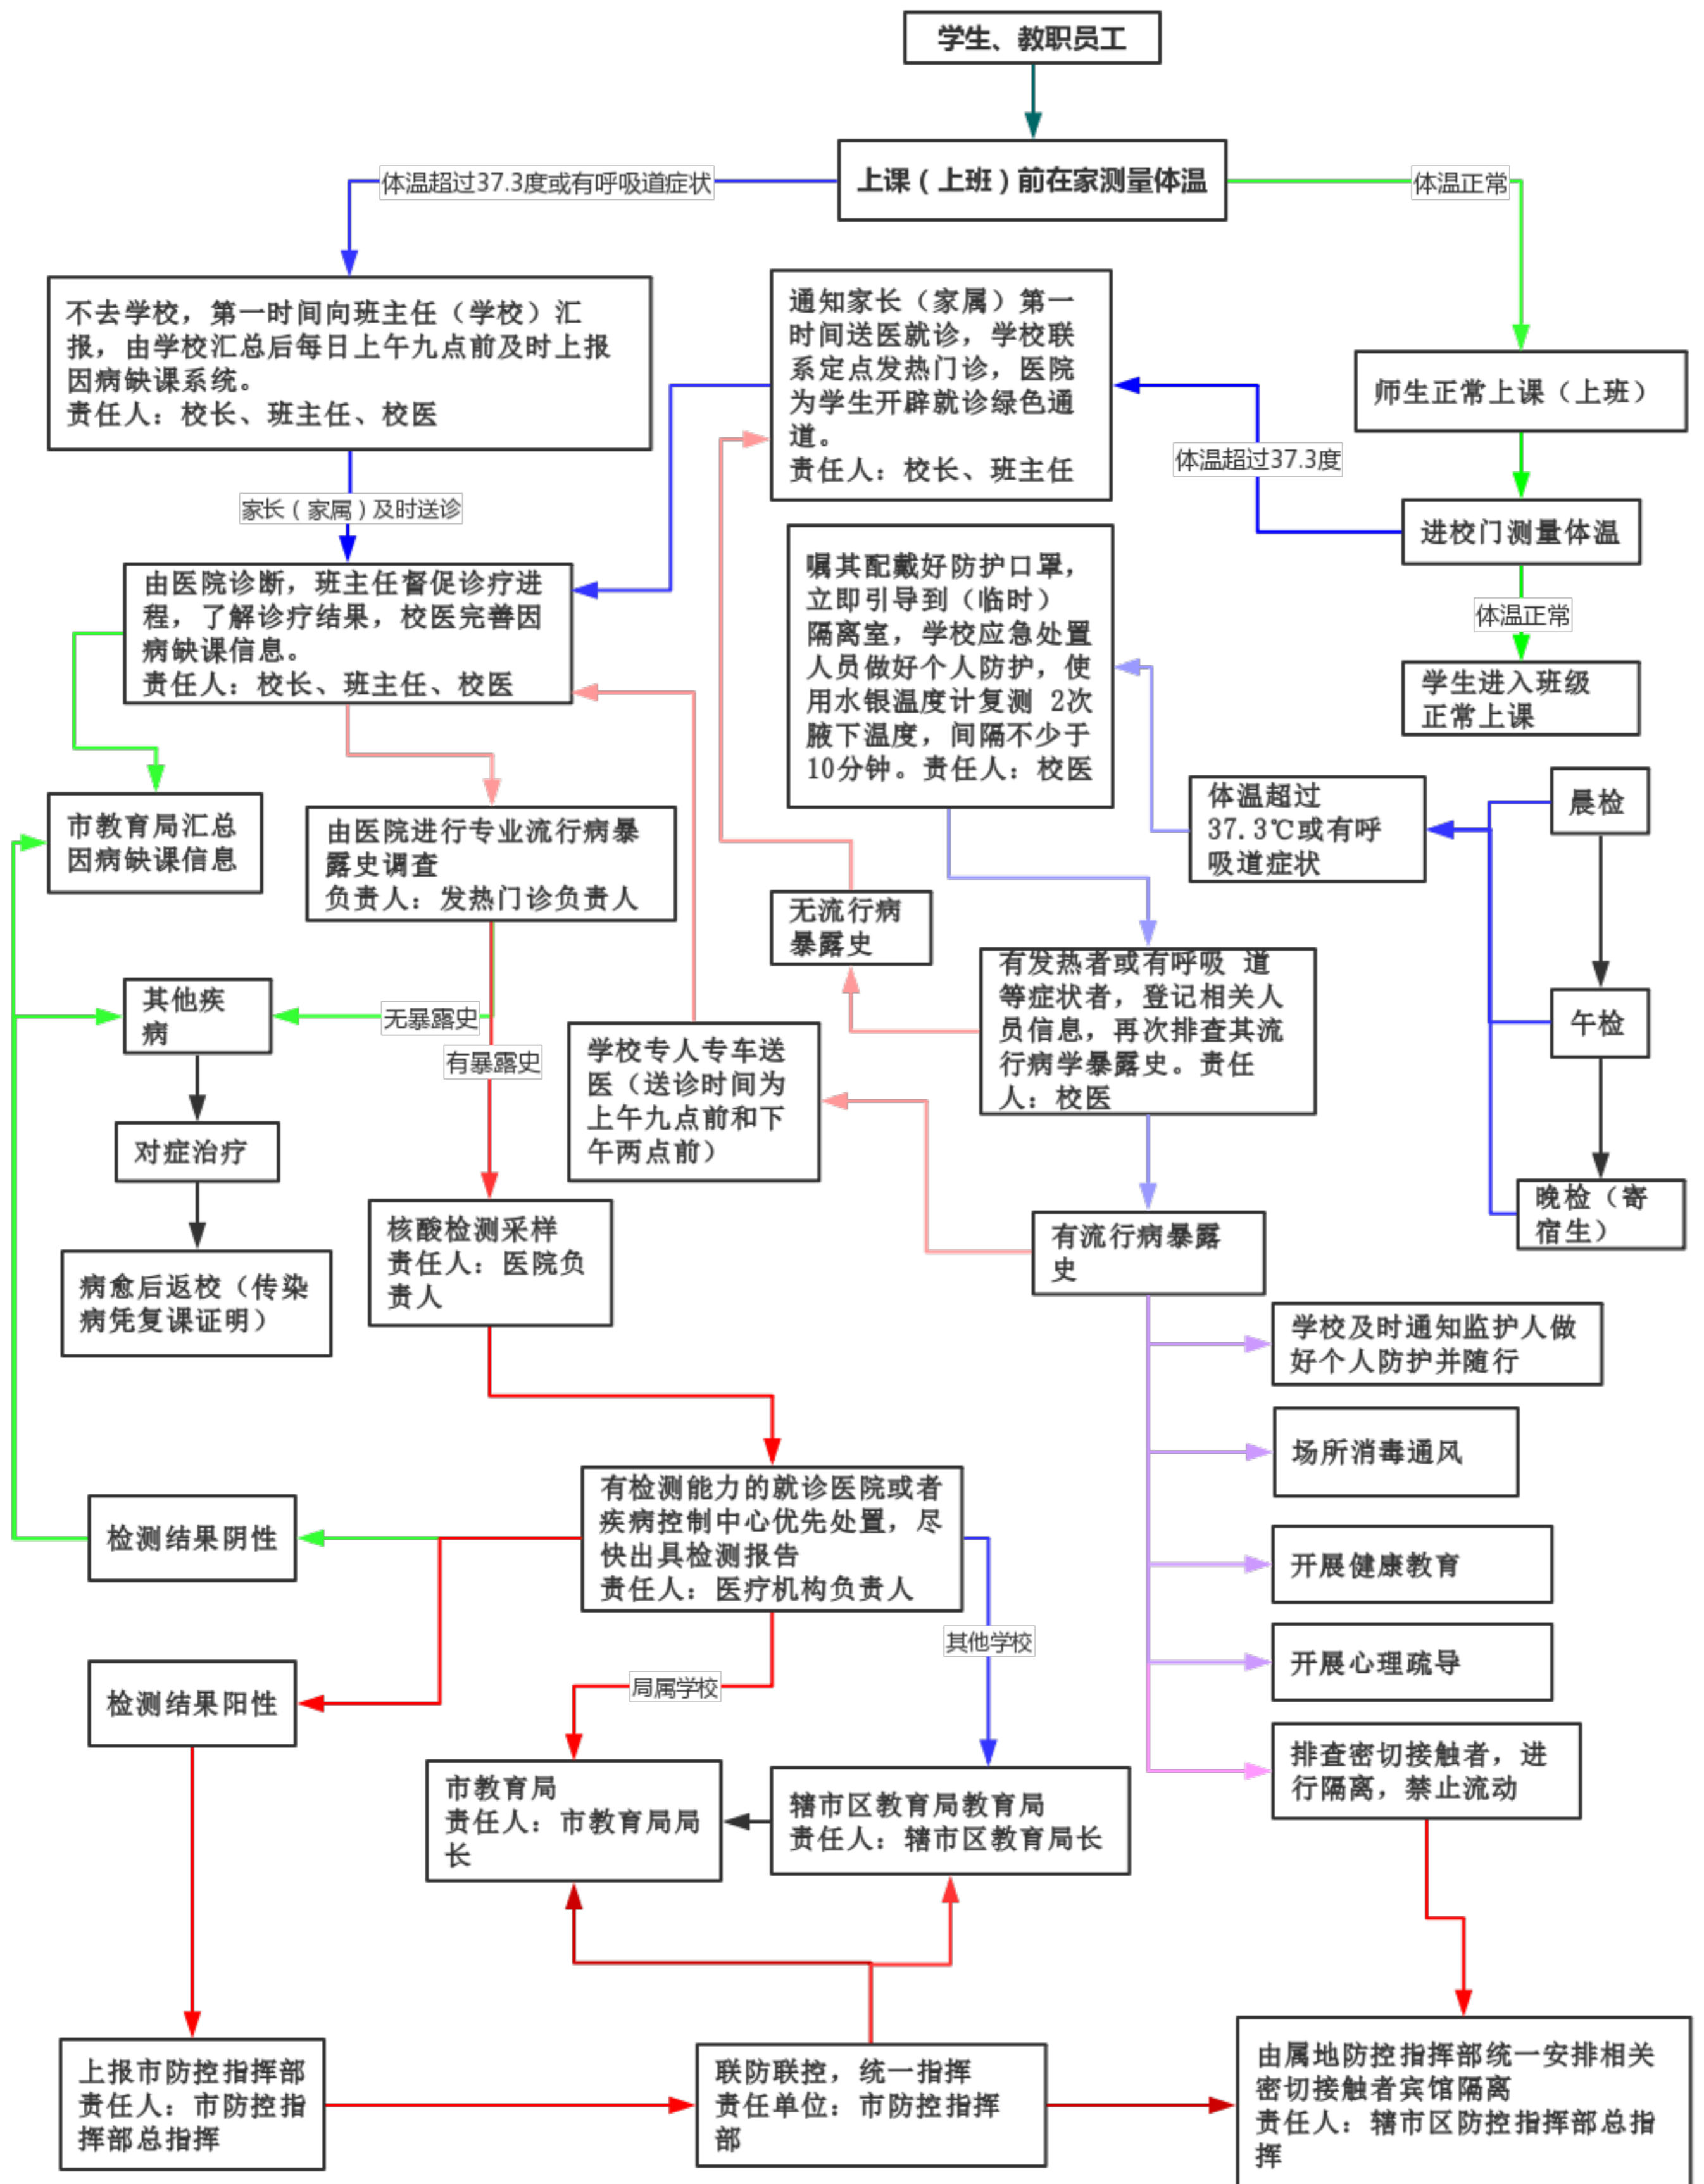 学生、教职员工
上课（上班）前在家测量体温
体温超过37.3度或有呼吸道症状
体温正常
不去学校，第一时间向班主任（学校）汇
报，由学校汇总后每日上午九点前及时上报
因病缺课系统。
责任人：校长、班主任、校医
通知家长（家属）第一
时间送医就诊，学校联
系定点发热门诊，医院
为学生开辟就诊绿色通
道。
责任人：校长、班主任
师生正常上课（上班）
体温超过37.3度
家长（家属）及时送诊
进校门测量体温
体温正常
学生进入班级
正常上课
由医院诊断，班主任督促诊疗进
程，了解诊疗结果，校医完善因
病缺课信息。
责任人：校长、班主任、校医
嘱其配戴好防护口罩，
立即引导到（临时）
隔离室，学校应急处置
人员做好个人防护，使
用水银温度计复测 2次
腋下温度，间隔不少于
10分钟。责任人：校医
体温超过
37.3℃或有呼
吸道症状
晨检
市教育局汇总
因病缺课信息
由医院进行专业流行病暴
露史调查
负责人：发热门诊负责人
无流行病
暴露史
有发热者或有呼吸 道
等症状者，登记相关人
员信息，再次排查其流
行病学暴露史。责任
人：校医
午检
其他疾
病
无暴露史
有暴露史
学校专人专车送
医（送诊时间为
上午九点前和下
午两点前）
对症治疗
晚检（寄
宿生）
核酸检测采样
责任人：医院负
责人
有流行病暴露
史
病愈后返校（传染
病凭复课证明）
学校及时通知监护人做
好个人防护并随行
场所消毒通风
有检测能力的就诊医院或者
疾病控制中心优先处置，尽
快出具检测报告
责任人：医疗机构负责人
检测结果阴性
开展健康教育
其他学校
开展心理疏导
局属学校
检测结果阳性
排查密切接触者，进
行隔离，禁止流动
市教育局
责任人：市教育局局
长
辖市区教育局教育局
责任人：辖市区教育局长
上报市防控指挥部
责任人：市防控指
挥部总指挥
联防联控，统一指挥
责任单位：市防控指挥
部
由属地防控指挥部统一安排相关
密切接触者宾馆隔离
责任人：辖市区防控指挥部总指
挥